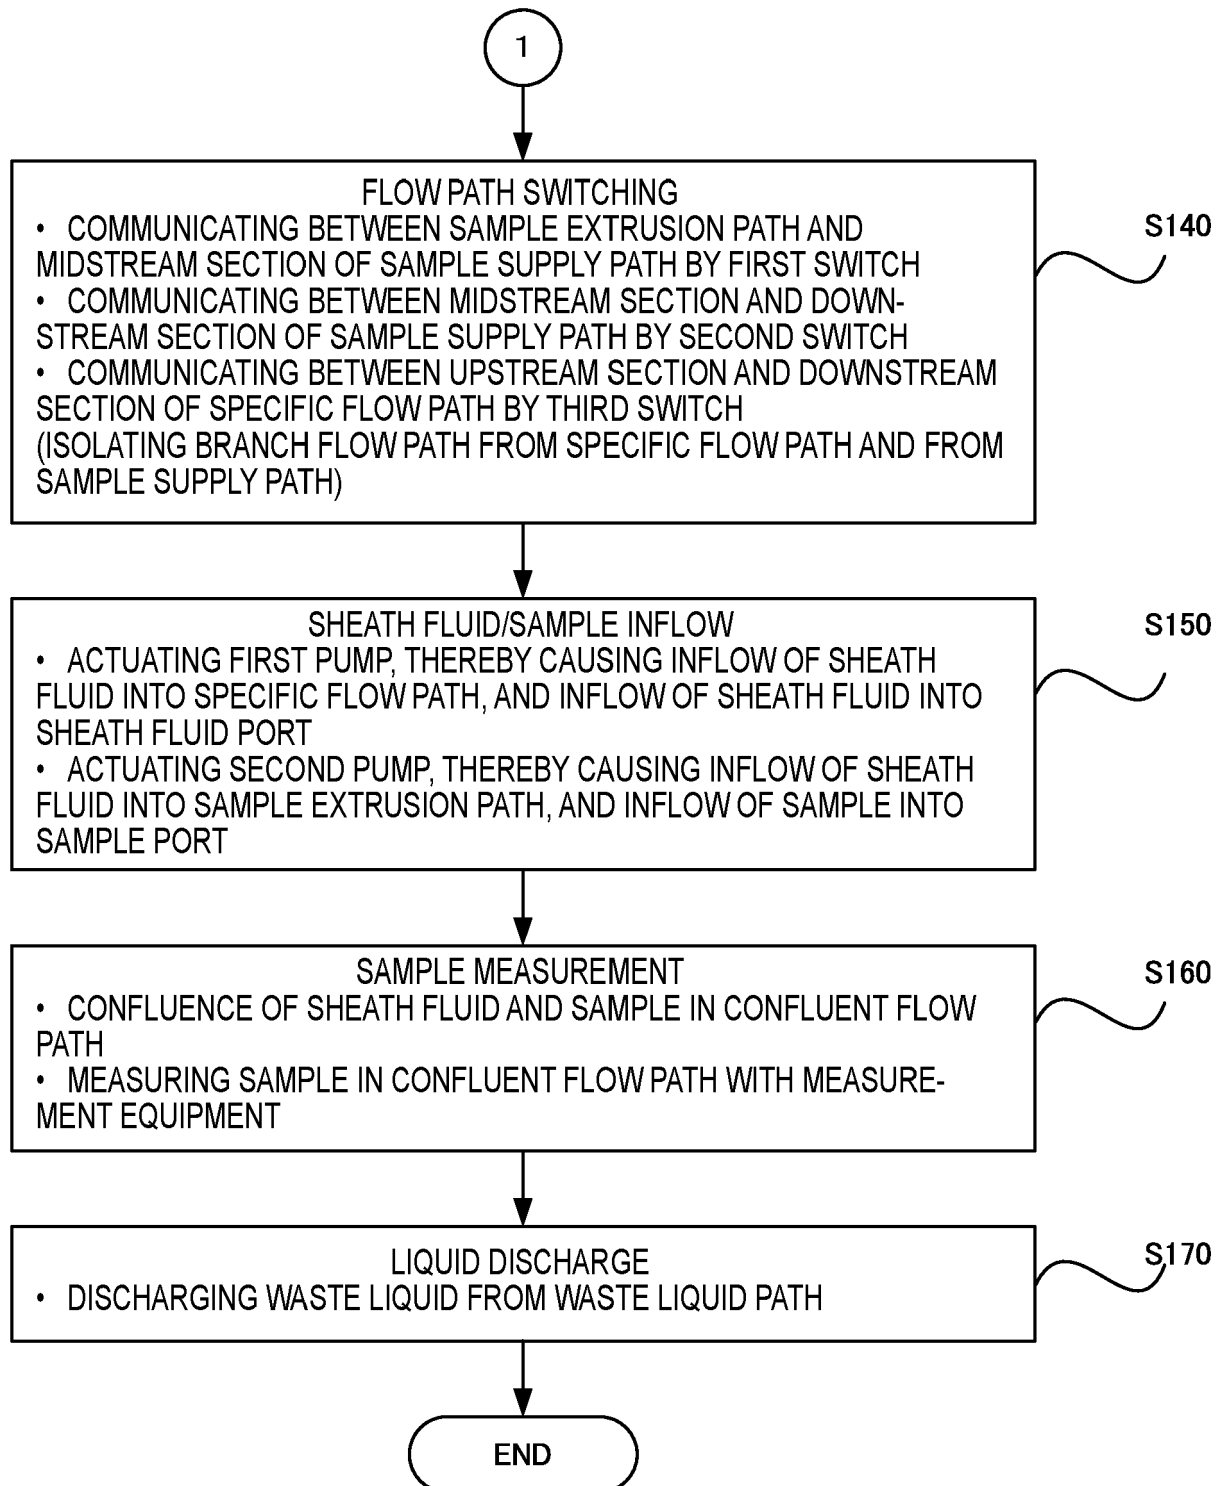 1
FLOW PATH SWITCHING
• COMMUNICATING BETWEEN SAMPLE EXTRUSION PATH AND
MIDSTREAM SECTION OF SAMPLE SUPPLY PATH BY FIRST SWITCH
• COMMUNICATING BETWEEN MIDSTREAM SECTION AND DOWN-
STREAM SECTION OF SAMPLE SUPPLY PATH BY SECOND SWITCH
• COMMUNICATING BETWEEN UPSTREAM SECTION AND DOWNSTREAM
SECTION OF SPECIFIC FLOW PATH BY THIRD SWITCH
(ISOLATING BRANCH FLOW PATH FROM SPECIFIC FLOW PATH AND FROM
SAMPLE SUPPLY PATH)
S140
SHEATH FLUID/SAMPLE INFLOW
• ACTUATING FIRST PUMP, THEREBY CAUSING INFLOW OF SHEATH
FLUID INTO SPECIFIC FLOW PATH, AND INFLOW OF SHEATH FLUID INTO
SHEATH FLUID PORT
• ACTUATING SECOND PUMP, THEREBY CAUSING INFLOW OF SHEATH
FLUID INTO SAMPLE EXTRUSION PATH, AND INFLOW OF SAMPLE INTO
SAMPLE PORT
S150
SAMPLE MEASUREMENT
• CONFLUENCE OF SHEATH FLUID AND SAMPLE IN CONFLUENT FLOW
PATH
• MEASURING SAMPLE IN CONFLUENT FLOW PATH WITH MEASURE-
MENT EQUIPMENT
S160
LIQUID DISCHARGE
• DISCHARGING WASTE LIQUID FROM WASTE LIQUID PATH
S170
END